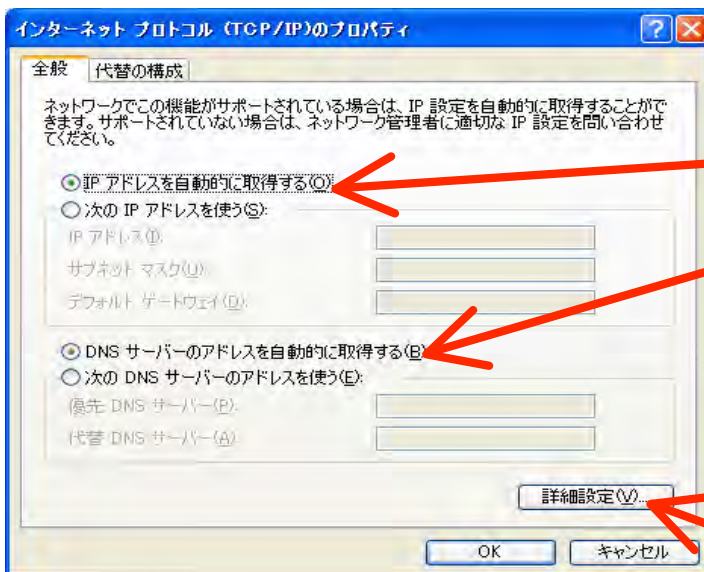 インターネット プロトコル (TCP/IP)のプロパティ
全般
代替の構成
ネットワークでこの機能がサポートされている場合は、IP 設定を自動的に取得することがで
きます。サポートされていない場合は、ネットワーク管理者に適切な IP 設定を問い合わせ
てください。
IP アドレスを自動的に取得する(O)
次の IP アドレスを使う(S):
IP アドレス(I):
サブネット マスク(U):
デフォルト ゲートウェイ(D):
DNS サーバーのアドレスを自動的に取得する(B)
次の DNS サーバーのアドレスを使う(E):
優先 DNS サーバー(P):
代替 DNS サーバー(A):
詳細設定(V)...
OK
キャンセル